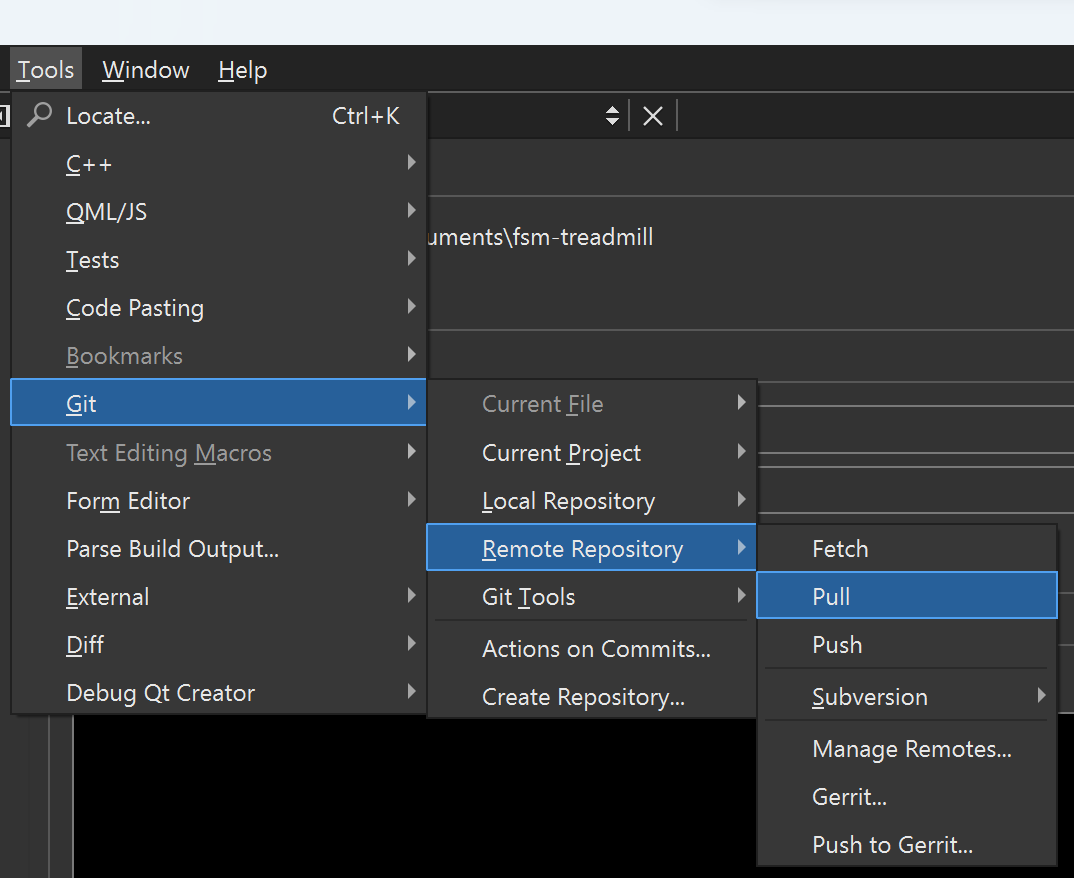 Tools Window Help
Locate... Ctrl+K
C++
QML/JS
uments\fsm-treadmill
Tests
Code Pasting
Bookmarks
Git
Text Editing Macros
Form Editor
Parse Build Output...
External
Diff
Debug Qt Creator
Current File
Current Project
Local Repository
Remote Repository
Git Tools
Actions on Commits...
Create Repository...
Fetch
Pull
Push
Subversion
Manage Remotes...
Gerrit...
Push to Gerrit...